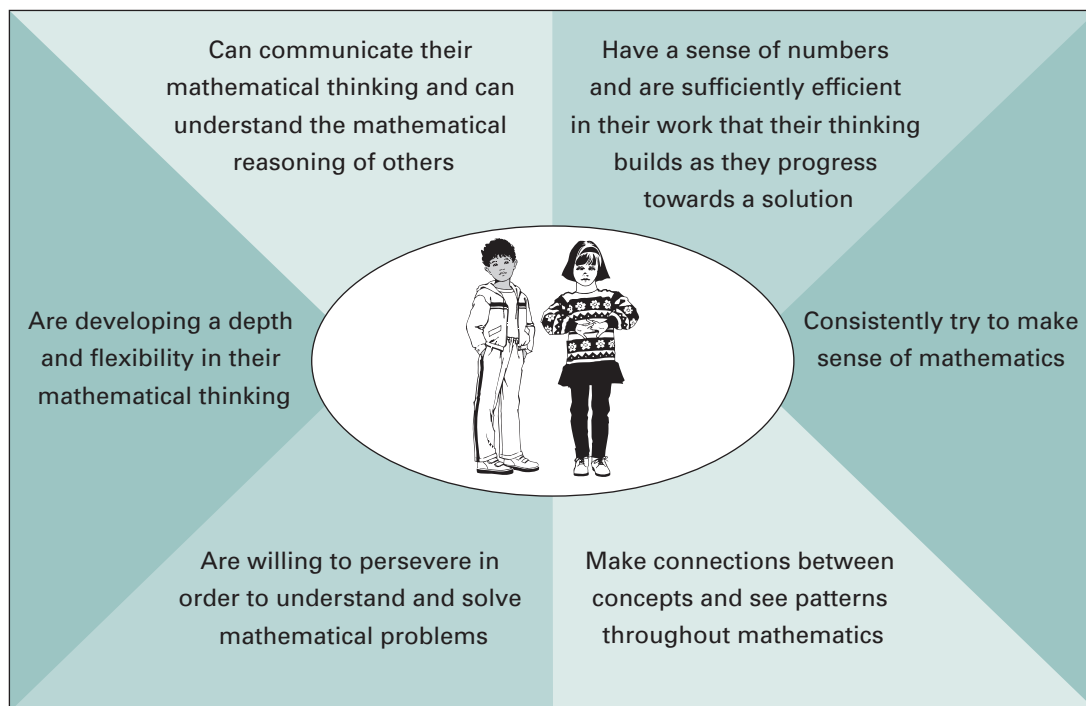 Can communicate their
mathematical thinking and can
understand the mathematical
reasoning of others
Have a sense of numbers
and are sufficiently efficient
in their work that their thinking
builds as they progress
towards a solution
Are developing a depth
and flexibility in their
mathematical thinking
Consistently try to make
sense of mathematics
Are willing to persevere in
order to understand and solve
mathematical problems
Make connections between
concepts and see patterns
throughout mathematics